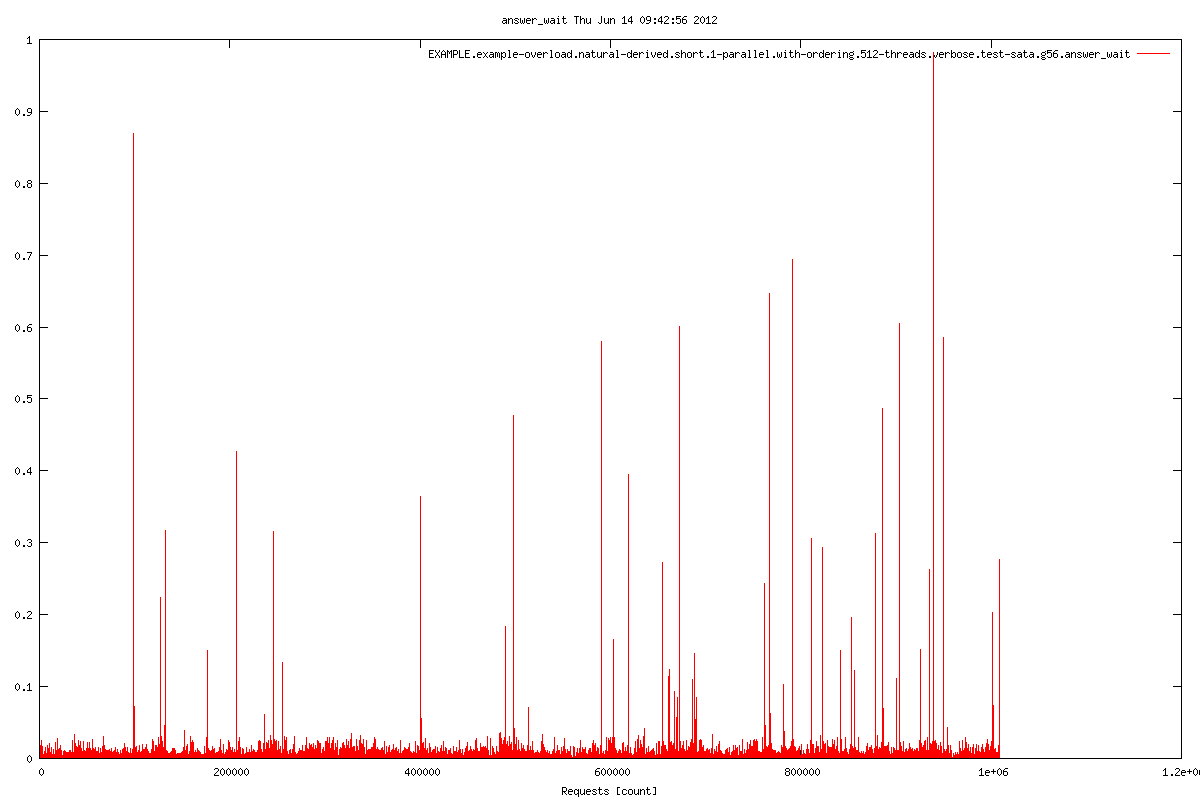 answer_wait Thu Jun 14 09:42:56 2012
EXAMPLE.example-overload.natural-derived.short.1-parallel.with-ordering.512-threads.verbose.test-sata.g56.answer_wait
1
0.9
0.8
0.7
0.6
0.5
0.4
0.3
0.2
0.1
0
0 200000 400000 600000 800000 1e+06 1.2e+0
Requests [count]